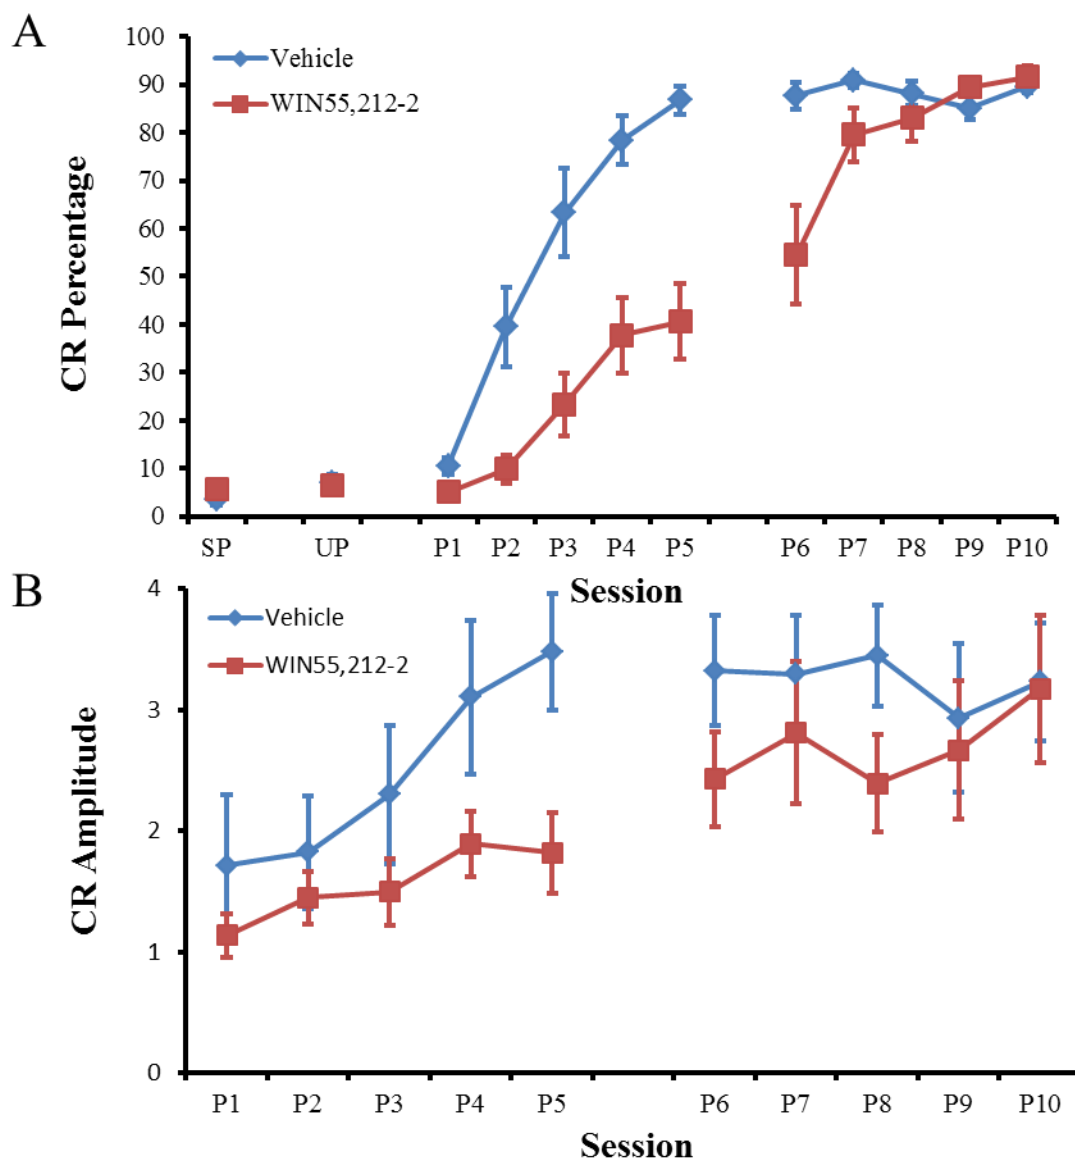 A
CR Percentage
100
90
80
70
60
50
40
30
20
10
0
Vehicle
WIN55,212-2
SP UP P1 P2 P3 P4 P5 P6 P7 P8 P9 P10
Session
B
CR Amplitude
4
3
2
1
0
Vehicle
WIN55,212-2
P1 P2 P3 P4 P5 P6 P7 P8 P9 P10
Session